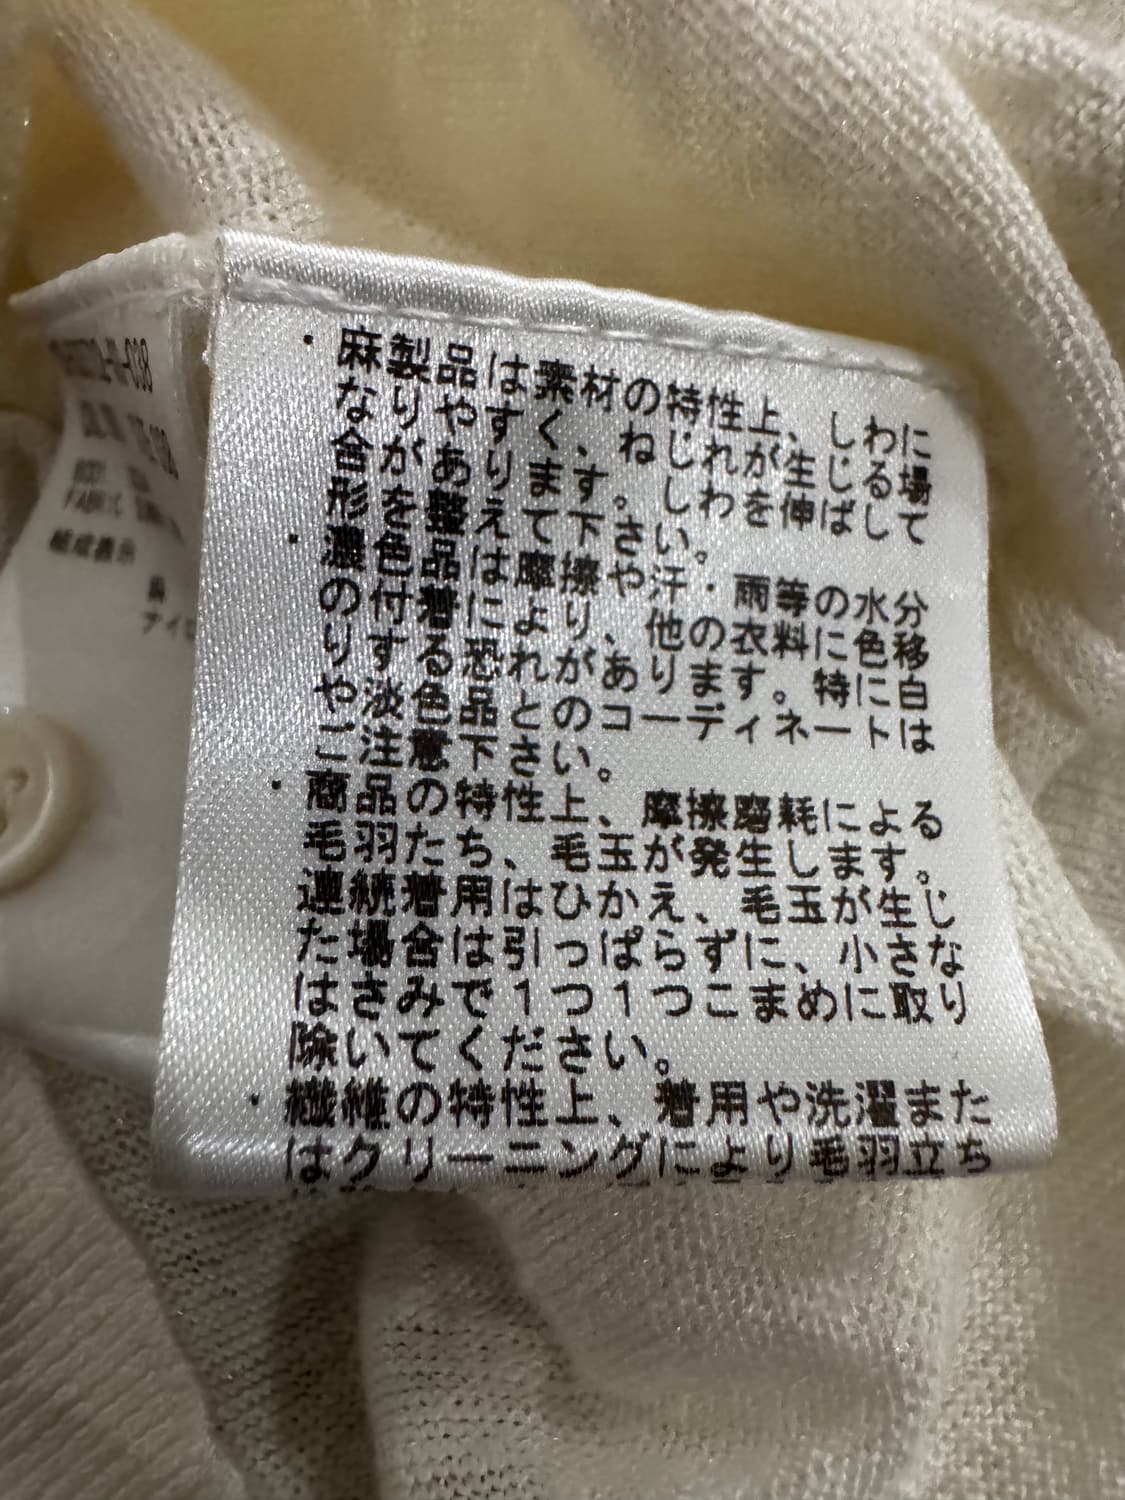 -038
FABRIC
組成表示
・麻製品は素材の特性上、しわに
なりやすく、ねじれが生じる場
合があります。しわを伸ばして
形を整えて下さい。
・濃色品は摩擦や汗・雨等の水分
の付着により、他の衣料に色移
りする恐れがあります。特に白
や淡色品とのコーディネートは
ご注意下さい。
・商品の特性上、摩擦磨耗による
毛羽たち、毛玉が発生します。
連続着用はひかえ、毛玉が生じ
た場合は引っぱらずに、小さな
はさみで1つ1つこまめに取り
除いてください。
・繊維の特性上、着用や洗濯また
はクリーニングにより毛羽立ち